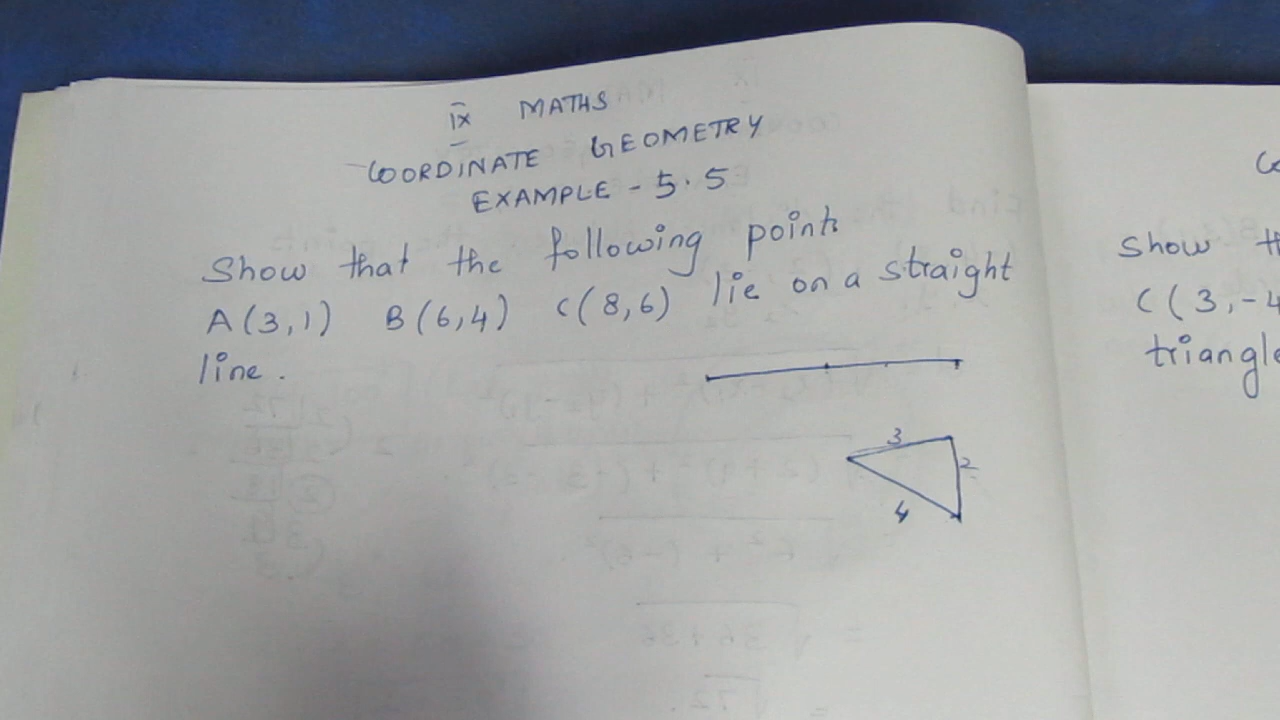 IX MATHS
COORDINATE GEOMETRY
EXAMPLE - 5.5
Show that the following points
A(3,1) B(6,4) C(8,6) lie on a straight
line.
3
2
4
Show
C(3,-4
triangle